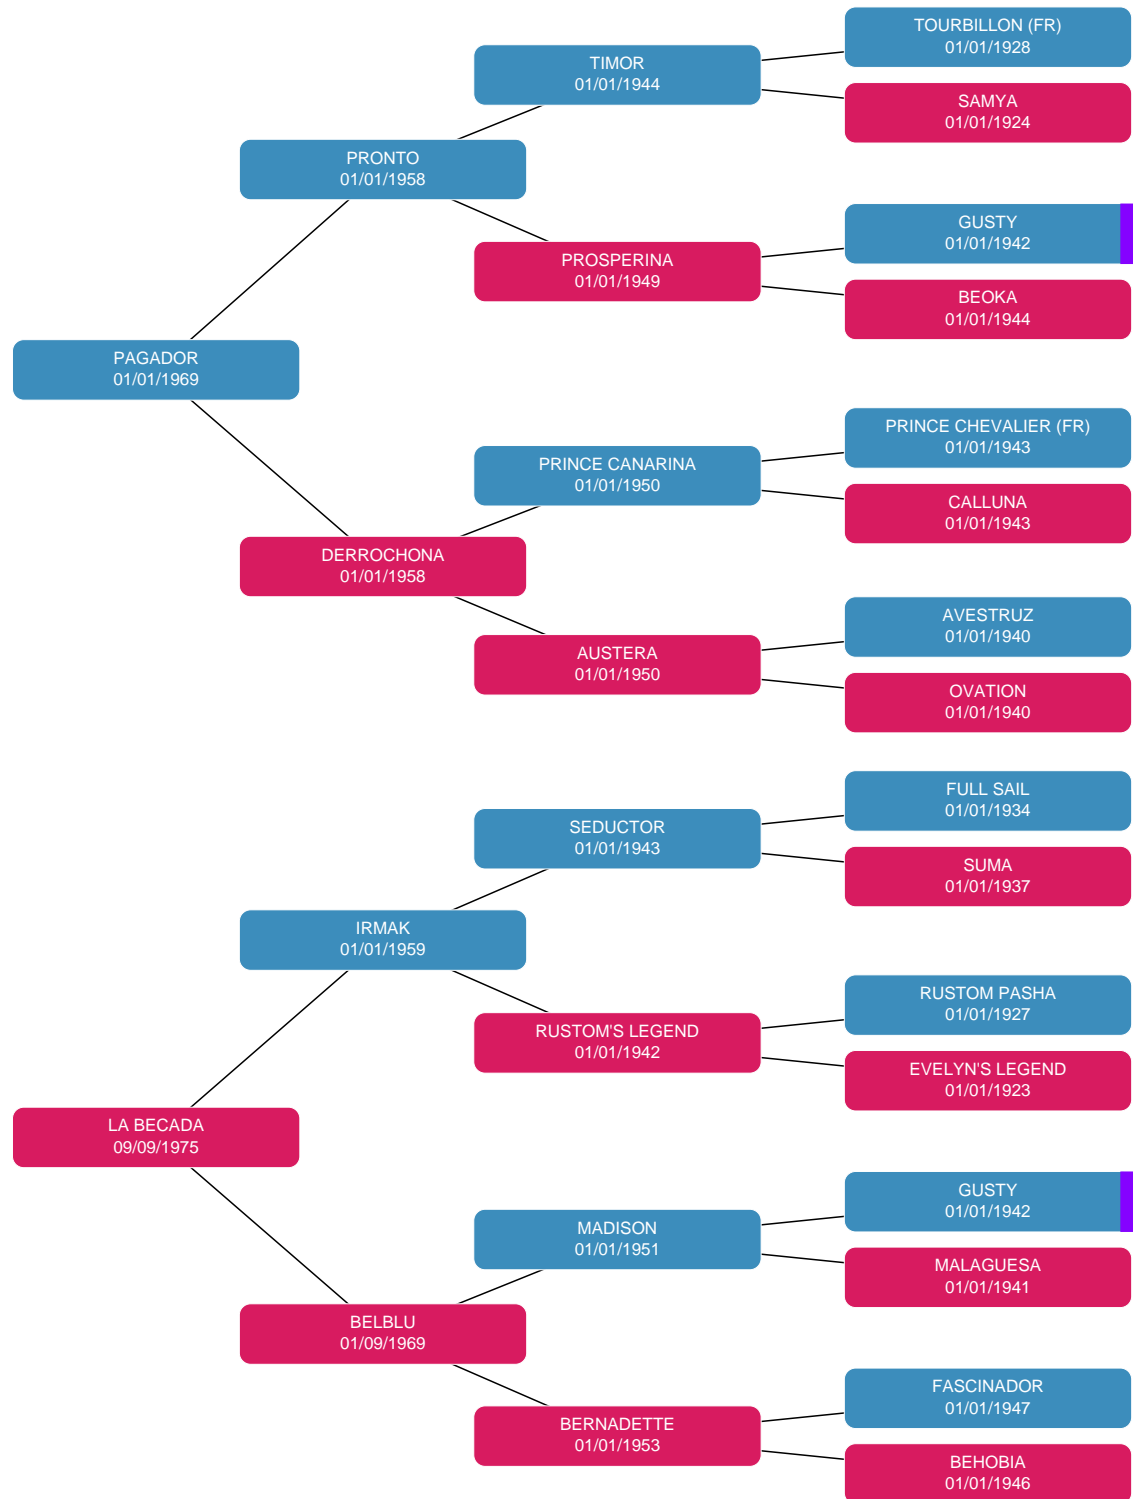 TOURBILLON (FR)
01/01/1928
TIMOR
01/01/1944
SAMYA
01/01/1924
PRONTO
01/01/1958
GUSTY
01/01/1942
PROSPERINA
01/01/1949
BEOKA
01/01/1944
PAGADOR
01/01/1969
PRINCE CHEVALIER (FR)
01/01/1943
PRINCE CANARINA
01/01/1950
CALLUNA
01/01/1943
DERROCHONA
01/01/1958
AVESTRUZ
01/01/1940
AUSTERA
01/01/1950
OVATION
01/01/1940
FULL SAIL
01/01/1934
SEDUCTOR
01/01/1943
SUMA
01/01/1937
IRMAK
01/01/1959
RUSTOM PASHA
01/01/1927
RUSTOM'S LEGEND
01/01/1942
EVELYN'S LEGEND
01/01/1923
LA BECADA
09/09/1975
GUSTY
01/01/1942
MADISON
01/01/1951
MALAGUESA
01/01/1941
BELBLU
01/09/1969
FASCINADOR
01/01/1947
BERNADETTE
01/01/1953
BEHOBIA
01/01/1946